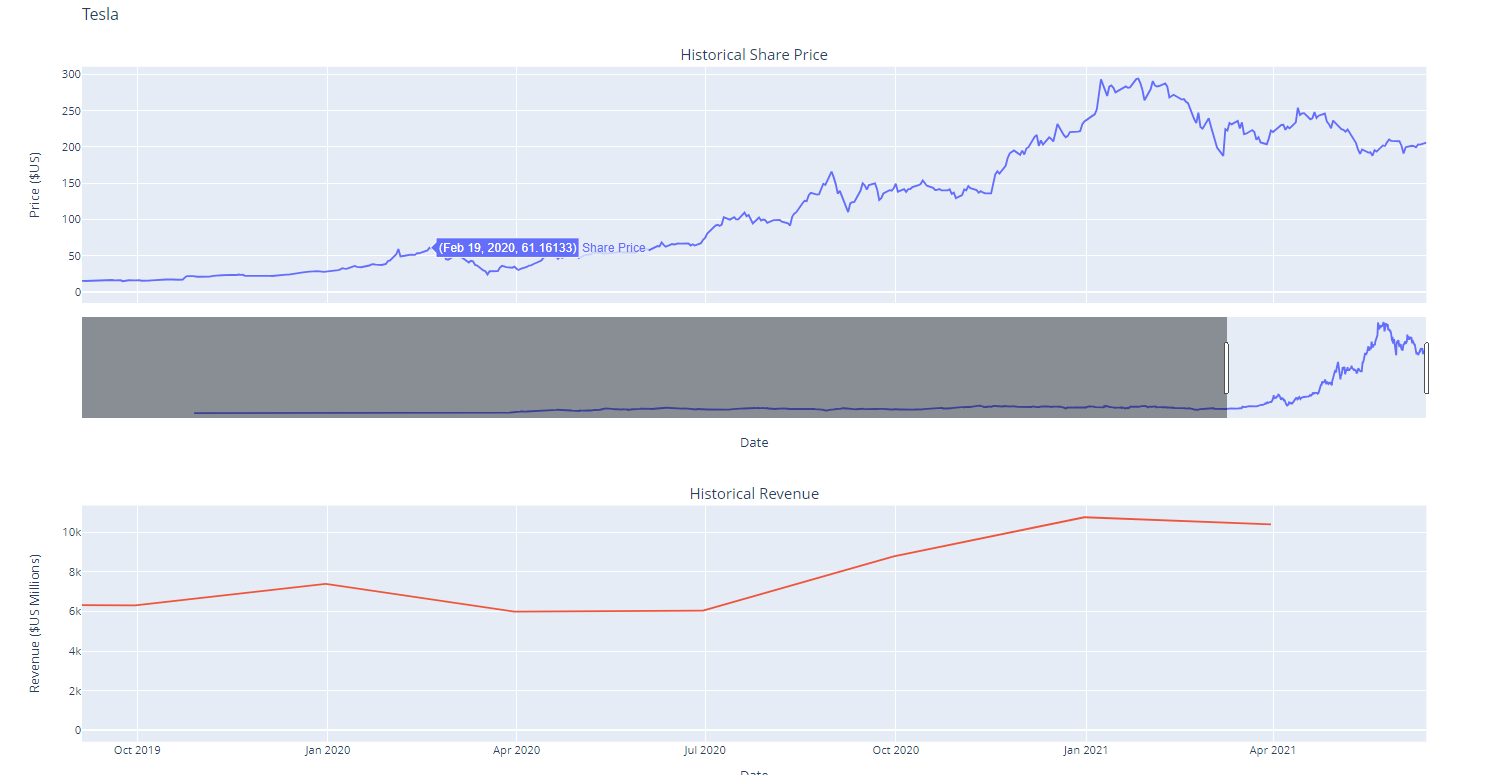 Tesla
Historical Share Price
300
250
200
150
100
50
0
Price ($US)
(Feb 19, 2020, 61.16133) Share Price
Date
Historical Revenue
10k
8k
6k
4k
2k
0
Revenue ($US Millions)
Oct 2019 Jan 2020 Apr 2020 Jul 2020 Oct 2020 Jan 2021 Apr 2021
Date